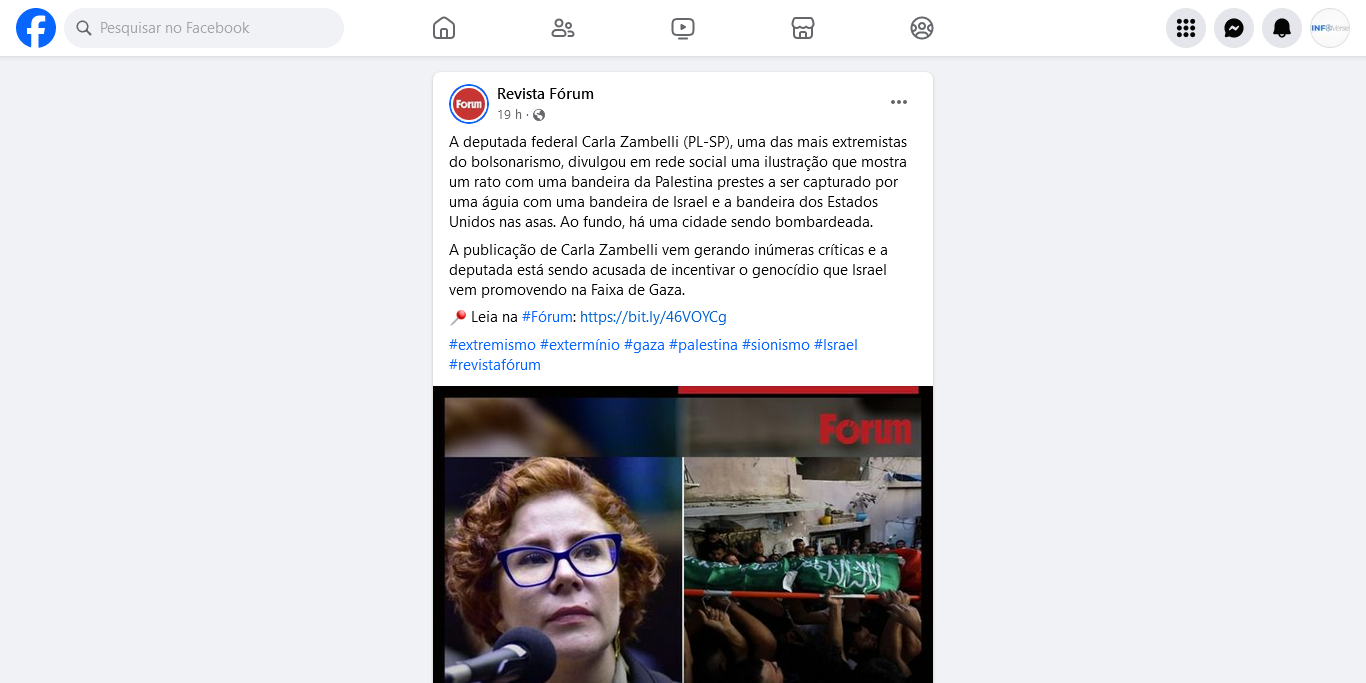 Pesquisar no Facebook
INFOVerse
Forum
Revista Fórum
19 h ·
A deputada federal Carla Zambelli (PL-SP), uma das mais extremistas
do bolsonarismo, divulgou em rede social uma ilustração que mostra
um rato com uma bandeira da Palestina prestes a ser capturado por
uma águia com uma bandeira de Israel e a bandeira dos Estados
Unidos nas asas. Ao fundo, há uma cidade sendo bombardeada.
A publicação de Carla Zambelli vem gerando inúmeras críticas e a
deputada está sendo acusada de incentivar o genocídio que Israel
vem promovendo na Faixa de Gaza.
📍 Leia na #Fórum: https://bit.ly/46VOYCg
#extremismo #extermínio #gaza #palestina #sionismo #Israel
#revistafórum
Forum